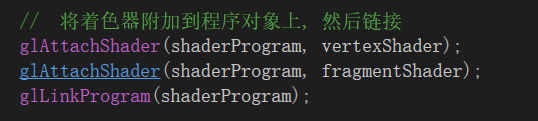 // 将着色器附加到程序对象上, 然后链接
glAttachShader(shaderProgram, vertexShader);
glAttachShader(shaderProgram, fragmentShader);
glLinkProgram(shaderProgram);